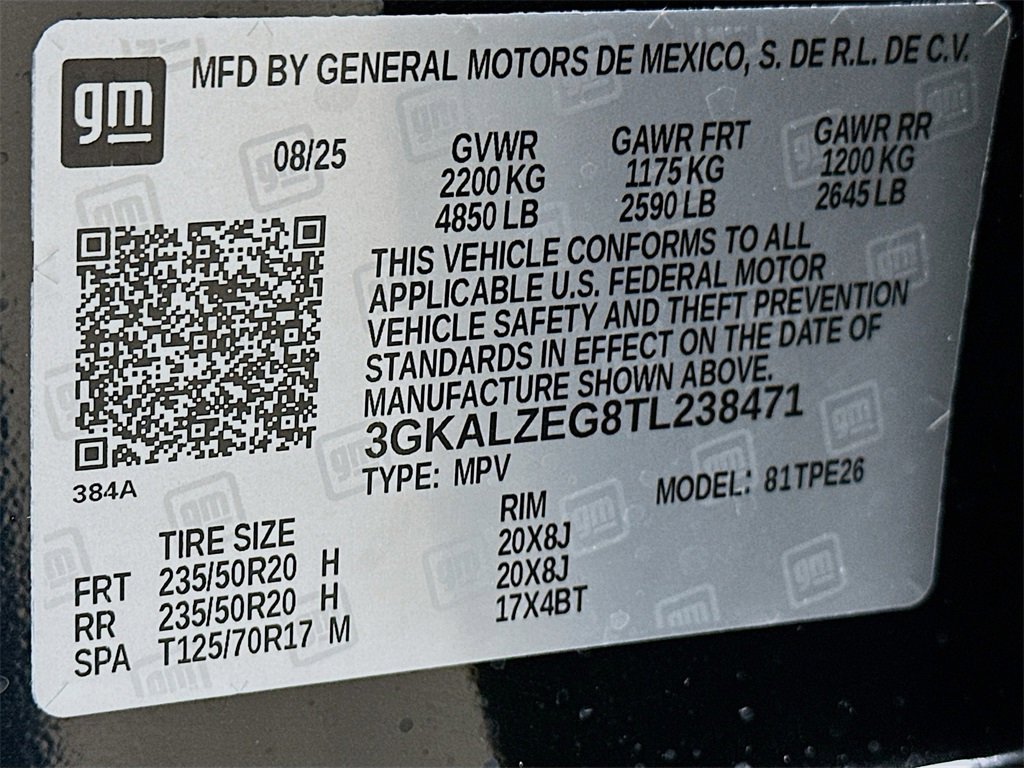 gm
MFD BY GENERAL MOTORS DE MEXICO, S. DE R.L. DE C.V.
08/25
GVWR
2200 KG
4850 LB
GAWR FRT
1175 KG
2590 LB
GAWR RR
1200 KG
2645 LB
THIS VEHICLE CONFORMS TO ALL
APPLICABLE U.S. FEDERAL MOTOR
VEHICLE SAFETY AND THEFT PREVENTION
STANDARDS IN EFFECT ON THE DATE OF
MANUFACTURE SHOWN ABOVE.
3GKALZEG8TL238471
TYPE: MPV
MODEL: 81TPE26
384A
TIRE SIZE
RIM
FRT 235/50R20 H 20X8J
RR 235/50R20 H 20X8J
SPA T125/70R17 M 17X4BT